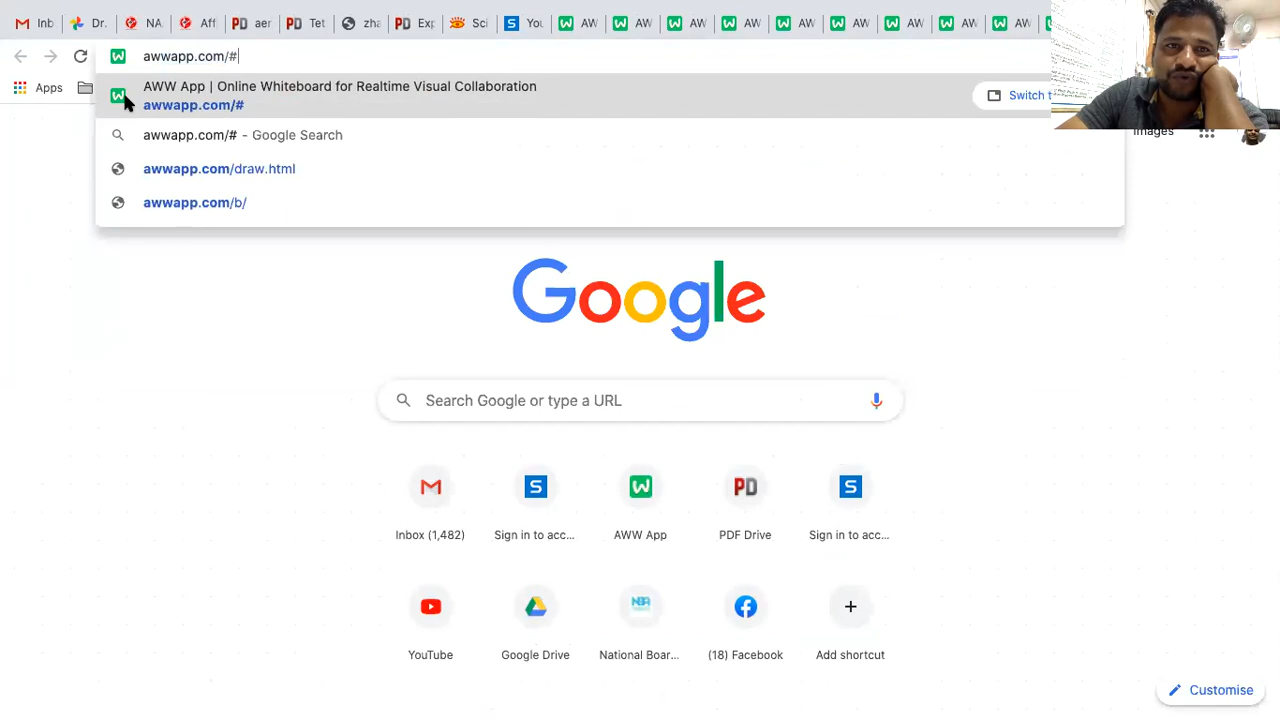 Inb Dr. NA. Aff aer Tet zha Exp Sci You AW AW AW AW AW AW AW AW AW
awwapp.com/#
Apps
AWW App | Online Whiteboard for Realtime Visual Collaboration
awwapp.com/#
Switch t
awwapp.com/# - Google Search
Images
awwapp.com/draw.html
awwapp.com/b/
Google
Search Google or type a URL
Inbox (1,482) Sign in to acc... AWW App PDF Drive Sign in to acc...
YouTube Google Drive National Boar... (18) Facebook Add shortcut
Customise